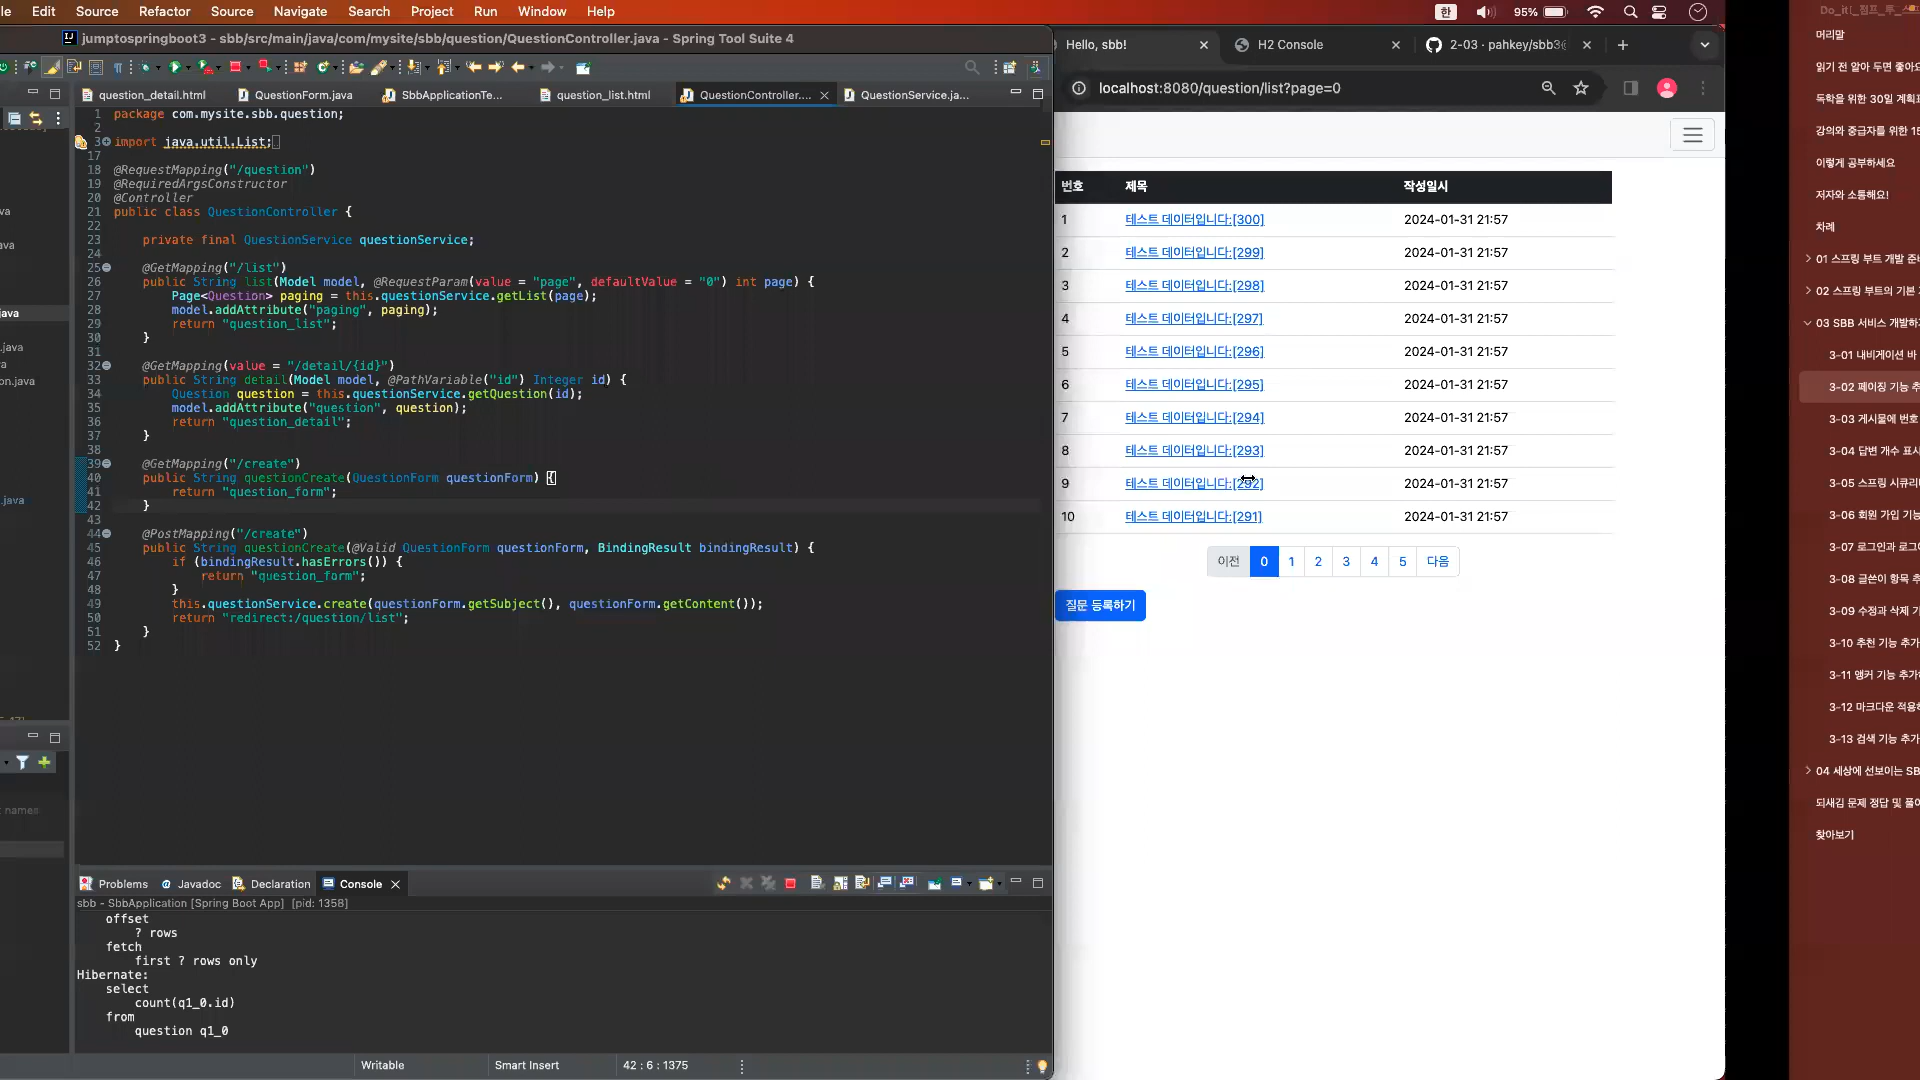 le Edit Source Refactor Source Navigate Search Project Run Window Help
한 95%
jumptospringboot3 - sbb/src/main/java/com/mysite/sbb/question/QuestionController.java - Spring Tool Suite 4
question_detail.html QuestionForm.java SbbApplicationTe... question_list.html QuestionController.... QuestionService.ja...
1 package com.mysite.sbb.question;
2
3 import java.util.List;
17
18 @RequestMapping("/question")
19 @RequiredArgsConstructor
20 @Controller
21 public class QuestionController {
22
23 private final QuestionService questionService;
24
25 @GetMapping("/list")
26 public String list(Model model, @RequestParam(value = "page", defaultValue = "0") int page) {
27 Page<Question> paging = this.questionService.getList(page);
28 model.addAttribute("paging", paging);
29 return "question_list";
30 }
31
32 @GetMapping(value = "/detail/{id}")
33 public String detail(Model model, @PathVariable("id") Integer id) {
34 Question question = this.questionService.getQuestion(id);
35 model.addAttribute("question", question);
36 return "question_detail";
37 }
38
39 @GetMapping("/create")
40 public String questionCreate(QuestionForm questionForm) {
41 return "question_form";
42 }
43
44 @PostMapping("/create")
45 public String questionCreate(@Valid QuestionForm questionForm, BindingResult bindingResult) {
46 if (bindingResult.hasErrors()) {
47 return "question_form";
48 }
49 this.questionService.create(questionForm.getSubject(), questionForm.getContent());
50 return "redirect:/question/list";
51 }
52 }
va
ava
java
.java
a
on.java
.java
names
Problems Javadoc Declaration Console
sbb - SbbApplication [Spring Boot App] [pid: 1358]
offset
? rows
fetch
first ? rows only
Hibernate:
select
count(q1_0.id)
from
question q1_0
Writable Smart Insert 42 : 6 : 1375
Hello, sbb! H2 Console 2-03 · pahkey/sbb3@
localhost:8080/question/list?page=0
번호 제목 작성일시
1 테스트 데이터입니다:[300] 2024-01-31 21:57
2 테스트 데이터입니다:[299] 2024-01-31 21:57
3 테스트 데이터입니다:[298] 2024-01-31 21:57
4 테스트 데이터입니다:[297] 2024-01-31 21:57
5 테스트 데이터입니다:[296] 2024-01-31 21:57
6 테스트 데이터입니다:[295] 2024-01-31 21:57
7 테스트 데이터입니다:[294] 2024-01-31 21:57
8 테스트 데이터입니다:[293] 2024-01-31 21:57
9 테스트 데이터입니다:[292] 2024-01-31 21:57
10 테스트 데이터입니다:[291] 2024-01-31 21:57
이전 0 1 2 3 4 5 다음
질문 등록하기
Do_it!_점프_투_
머리말
읽기 전 알아 두면 좋아요
독학을 위한 30일 계획표
강의와 중급자를 위한 15
이렇게 공부하세요
저자와 소통해요!
차례
01 스프링 부트 개발 준비
02 스프링 부트의 기본
03 SBB 서비스 개발하
3-01 내비게이션 바
3-02 페이징 기능 추
3-03 게시물에 번호
3-04 답변 개수 표시
3-05 스프링 시큐리
3-06 회원 가입 기능
3-07 로그인과 로그
3-08 글쓴이 항목 추
3-09 수정과 삭제 기
3-10 추천 기능 추가
3-11 앵커 기능 추가
3-12 마크다운 적용하
3-13 검색 기능 추가
04 세상에 선보이는 SB
되새김 문제 정답 및 풀이
찾아보기